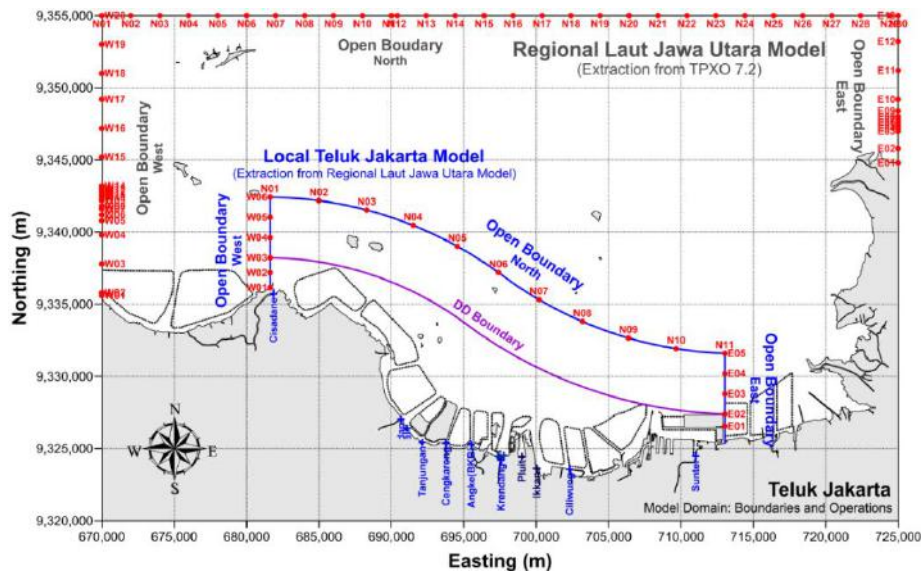 9,355,000
9,350,000
9,345,000
9,340,000
9,335,000
9,330,000
9,325,000
9,320,000
Northing (m)
W19
W18
W17
W16
W15
W05
W04
W03
N01
N02
N03
N04
N05
N06
N07
N08
N09
N10
N13
N14
N15
N16
N17
N18
N19
N20
N21
N22
N23
N24
N25
N26
N27
N28
Open Boudary
North
Regional Laut Jawa Utara Model
(Extraction from TPXO 7.2)
Open Boundary
East
E12
E11
E10
E02
E01
Open Boundary
West
Local Teluk Jakarta Model
(Extraction from Regional Laut Jawa Utara Model)
Open Boundary
West
W06
W05
W04
W03
W02
W01
N01
N02
N03
N04
N05
N06
N07
N08
N09
N10
N11
Open Boundary
North
DD Boundary
E05
E04
E03
E02
E01
Open Boundary
East
Cisadane
Tanjungan
Cengkareng
Angke(BKB)
Krendang
Pluit
Ikkan
Ciliwung
Sunter
N
W
E
S
Teluk Jakarta
Model Domain: Boundaries and Operations
670,000
675,000
680,000
685,000
690,000
695,000
700,000
705,000
710,000
715,000
720,000
725,000
Easting (m)